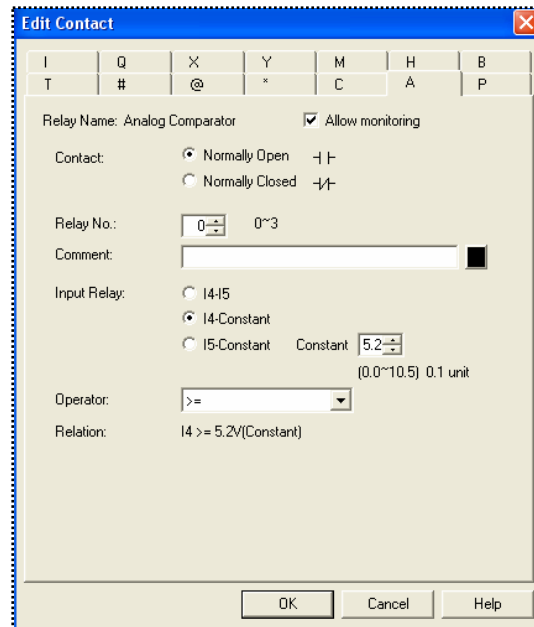 Edit Contact
I Q X Y M H B
T # @ * C A P
Relay Name: Analog Comparator Allow monitoring
Contact: Normally Open
Normally Closed
Relay No.: 0 0~3
Comment:
Input Relay: I4-I5
I4-Constant
I5-Constant Constant 5.2
(0.0~10.5) 0.1 unit
Operator: >=
Relation: I4 >= 5.2V(Constant)
OK Cancel Help